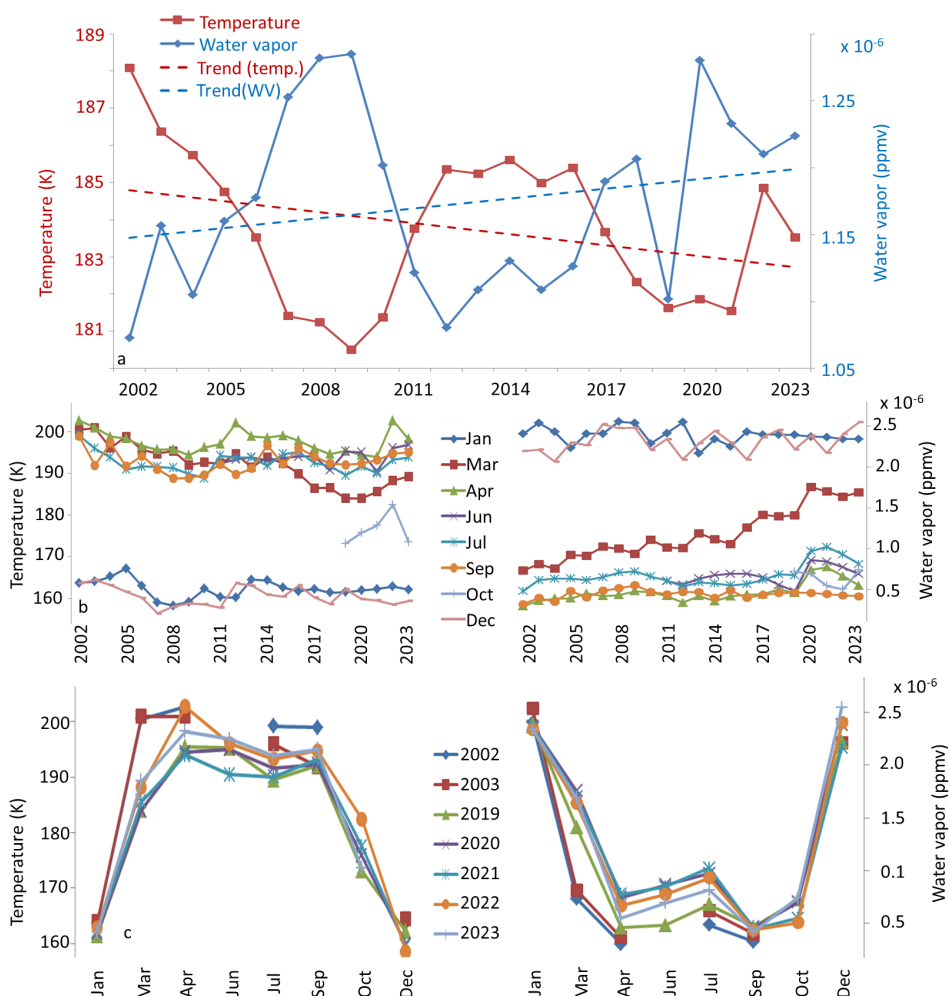 189
187
185
183
181
Temperature (K)
Temperature
Water vapor
Trend (temp.)
Trend(WV)
x 10-6
1.25
1.15
1.05
Water vapor (ppmv)
a
2002 2005 2008 2011 2014 2017 2020 2023
200
190
180
170
160
Temperature (K)
b
2002 2005 2008 2011 2014 2017 2020 2023
Jan
Mar
Apr
Jun
Jul
Sep
Oct
Dec
x 10-6
2.5
2.0
1.5
1.0
0.5
Water vapor (ppmv)
2002 2005 2008 2011 2014 2017 2020 2023
200
190
180
170
160
Temperature (K)
c
Jan Mar Apr Jun Jul Sep Oct Dec
2002
2003
2019
2020
2021
2022
2023
x 10-6
2.5
2.0
1.5
0.1
0.5
Water vapor (ppmv)
Jan Mar Apr Jun Jul Sep Oct Dec